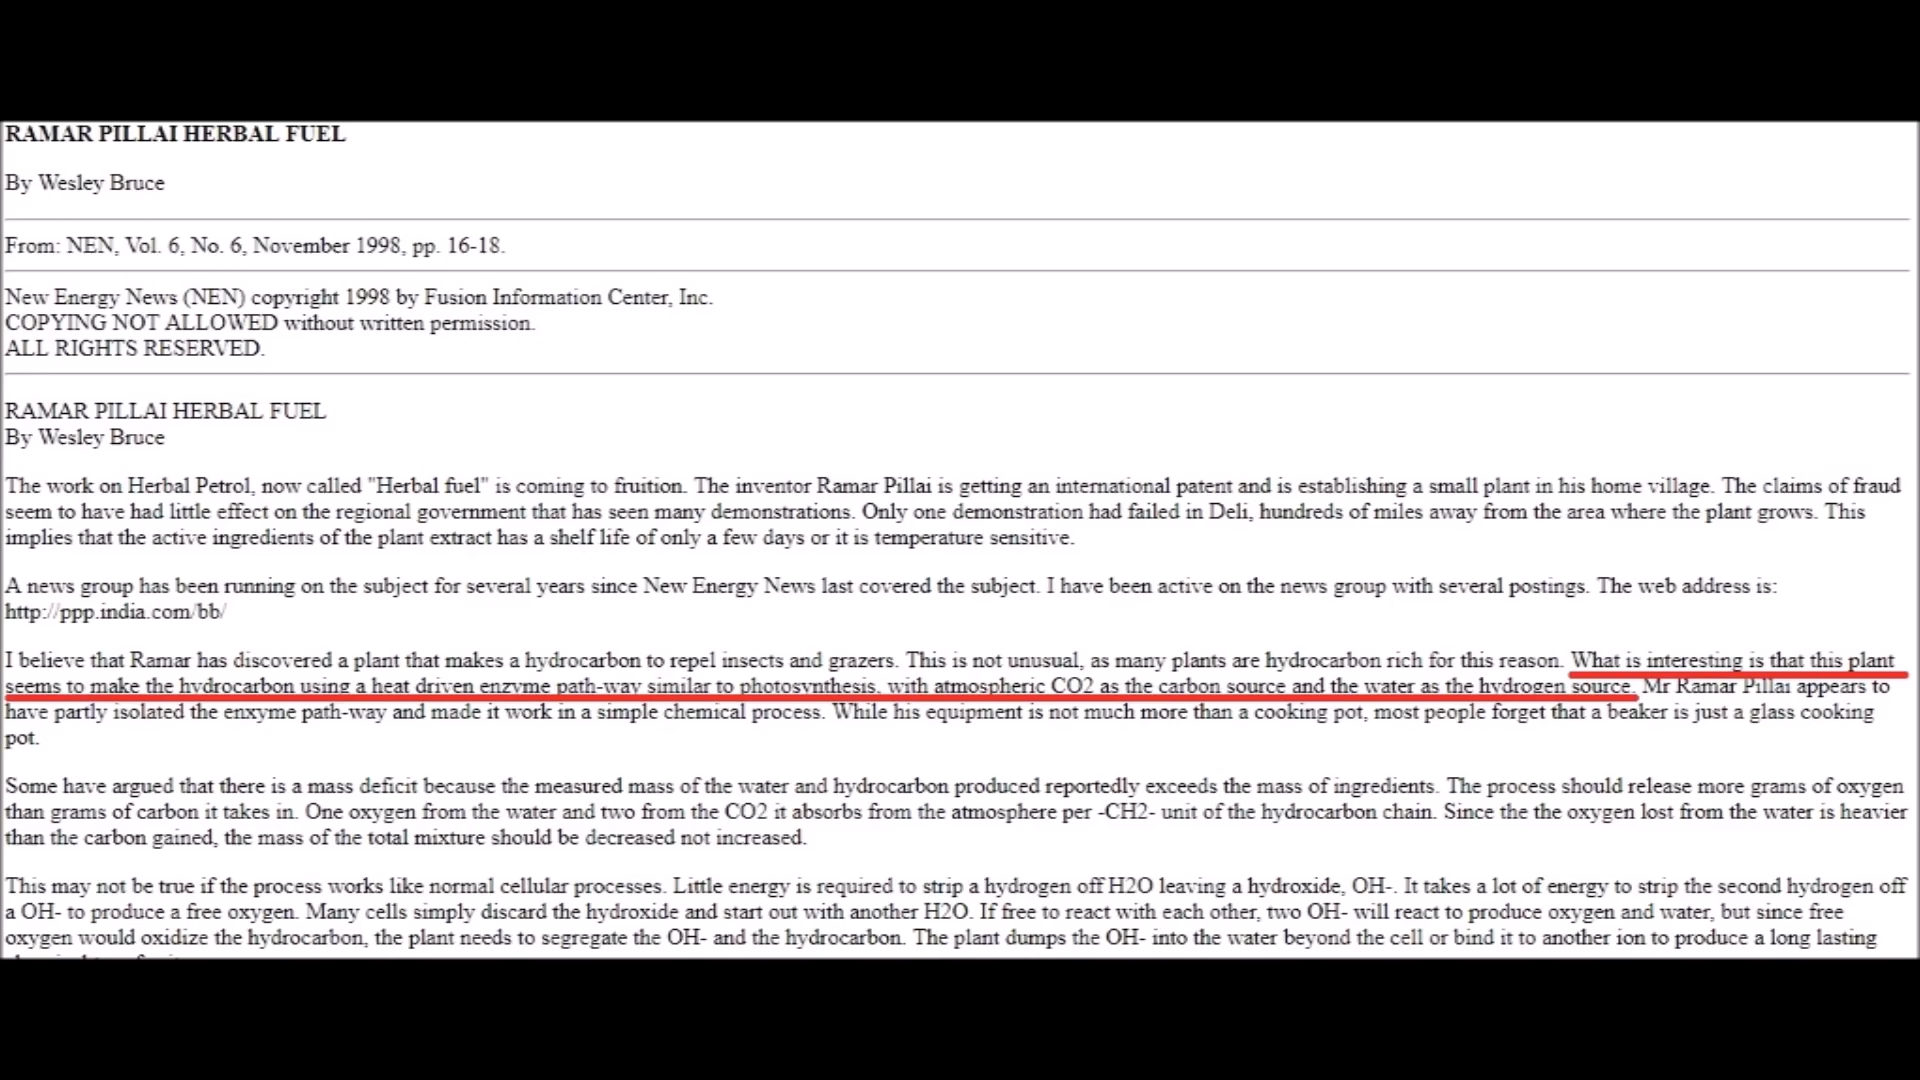 RAMAR PILLAI HERBAL FUEL
By Wesley Bruce
From: NEN, Vol. 6, No. 6, November 1998, pp. 16-18.
New Energy News (NEN) copyright 1998 by Fusion Information Center, Inc.
COPYING NOT ALLOWED without written permission.
ALL RIGHTS RESERVED.
RAMAR PILLAI HERBAL FUEL
By Wesley Bruce
The work on Herbal Petrol, now called "Herbal fuel" is coming to fruition. The inventor Ramar Pillai is getting an international patent and is establishing a small plant in his home village. The claims of fraud
seem to have had little effect on the regional government that has seen many demonstrations. Only one demonstration had failed in Deli, hundreds of miles away from the area where the plant grows. This
implies that the active ingredients of the plant extract has a shelf life of only a few days or it is temperature sensitive.
A news group has been running on the subject for several years since New Energy News last covered the subject. I have been active on the news group with several postings. The web address is:
http://ppp.india.com/bb/
I believe that Ramar has discovered a plant that makes a hydrocarbon to repel insects and grazers. This is not unusual, as many plants are hydrocarbon rich for this reason. What is interesting is that this plant
seems to make the hydrocarbon using a heat driven enzyme path-way similar to photosynthesis, with atmospheric CO2 as the carbon source and the water as the hydrogen source. Mr Ramar Pillai appears to
have partly isolated the enxyme path-way and made it work in a simple chemical process. While his equipment is not much more than a cooking pot, most people forget that a beaker is just a glass cooking
pot.
Some have argued that there is a mass deficit because the measured mass of the water and hydrocarbon produced reportedly exceeds the mass of ingredients. The process should release more grams of oxygen
than grams of carbon it takes in. One oxygen from the water and two from the CO2 it absorbs from the atmosphere per -CH2- unit of the hydrocarbon chain. Since the the oxygen lost from the water is heavier
than the carbon gained, the mass of the total mixture should be decreased not increased.
This may not be true if the process works like normal cellular processes. Little energy is required to strip a hydrogen off H2O leaving a hydroxide, OH-. It takes a lot of energy to strip the second hydrogen off
a OH- to produce a free oxygen. Many cells simply discard the hydroxide and start out with another H2O. If free to react with each other, two OH- will react to produce oxygen and water, but since free
oxygen would oxidize the hydrocarbon, the plant needs to segregate the OH- and the hydrocarbon. The plant dumps the OH- into the water beyond the cell or bind it to another ion to produce a long lasting